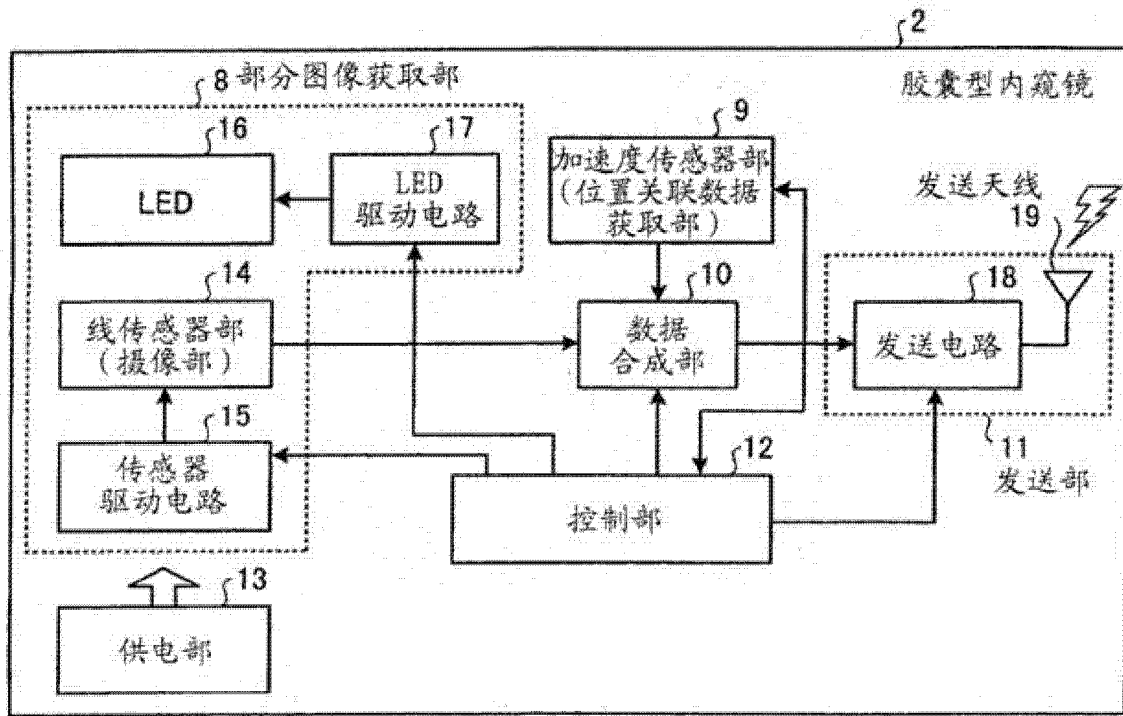 2
8 部分图像获取部
胶囊型内窥镜
16
LED
17
LED
驱动电路
9
加速度传感器部
(位置关联数据
获取部)
发送天线
19
14
线传感器部
(摄像部)
10
数据
合成部
18
发送电路
15
传感器
驱动电路
12
控制部
11
发送部
13
供电部